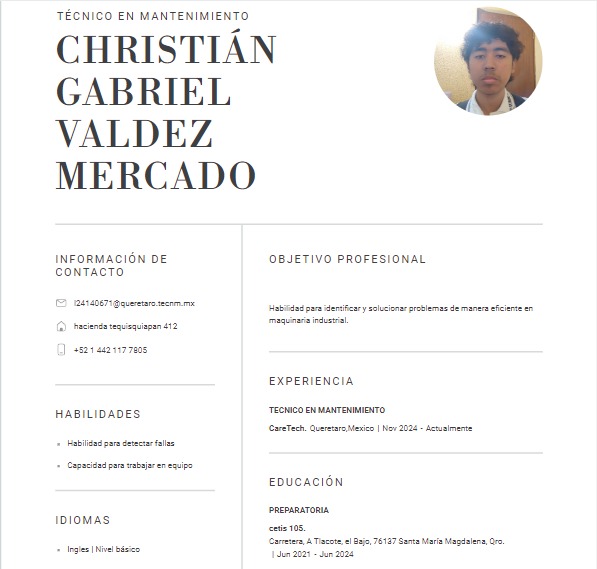 TÉCNICO EN MANTENIMIENTO
CHRISTIÁN
GABRIEL
VALDEZ
MERCADO
INFORMACIÓN DE
CONTACTO
l24140671@queretaro.tecnm.mx
hacienda tequisquiapan 412
+52 1 442 117 7805
HABILIDADES
Habilidad para detectar fallas
Capacidad para trabajar en equipo
IDIOMAS
Ingles | Nivel básico
OBJETIVO PROFESIONAL
Habilidad para identificar y solucionar problemas de manera eficiente en
maquinaria industrial.
EXPERIENCIA
TECNICO EN MANTENIMIENTO
CareTech. Queretaro,Mexico | Nov 2024 - Actualmente
EDUCACIÓN
PREPARATORIA
cetis 105.
Carretera, A Tlacote, el Bajo, 76137 Santa María Magdalena, Qro.
| Jun 2021 - Jun 2024